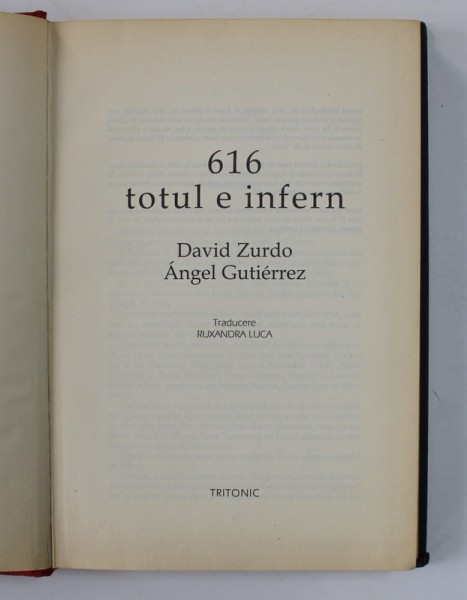 616
totul e infern
David Zurdo
Ángel Gutiérrez
Traducere
RUXANDRA LUCA
TRITONIC